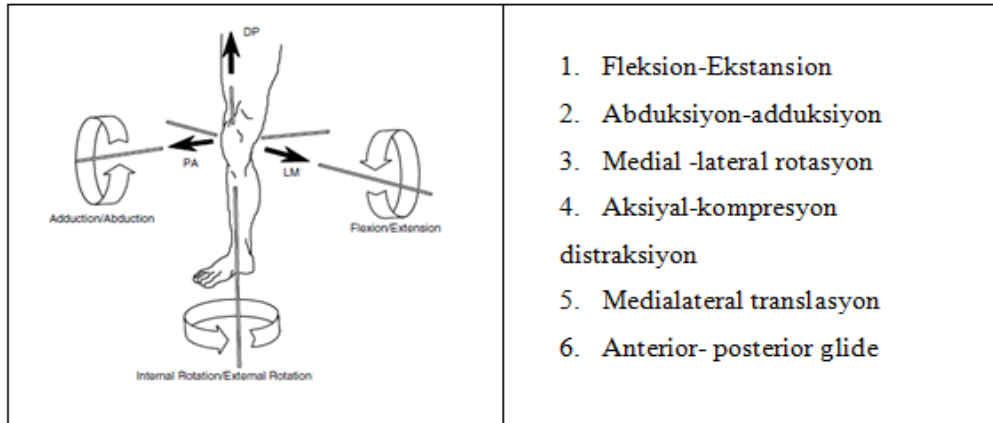 DP
PA
LM
Adduction/Abduction
Flexion/Extension
Internal Rotation/External Rotation
1. Fleksion-Ekstansion
2. Abduksiyon-adduksiyon
3. Medial -lateral rotasyon
4. Aksiyal-kompresyon
distraksiyon
5. Medialateral translasyon
6. Anterior- posterior glide